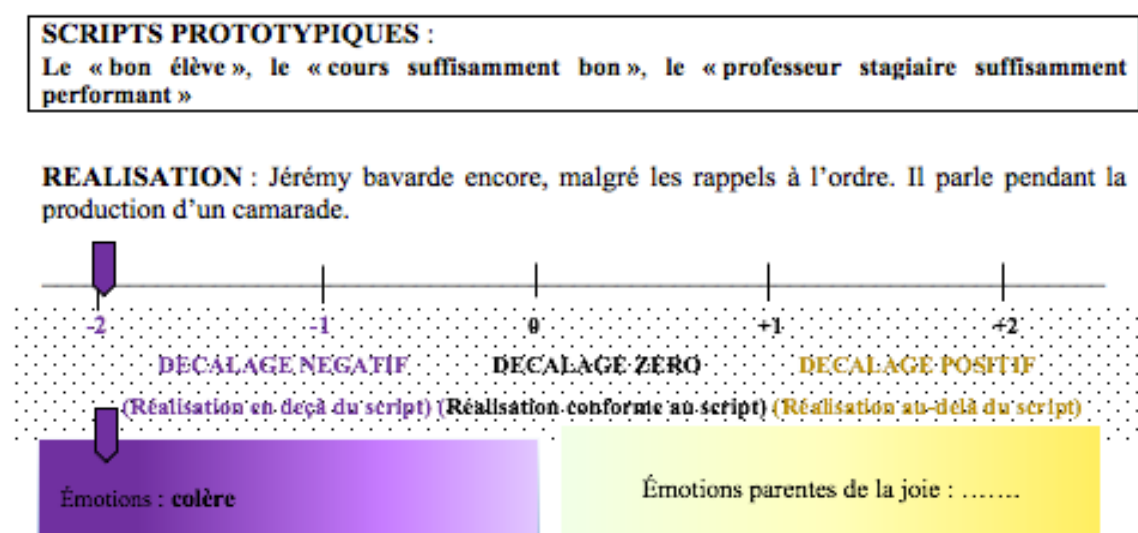 SCRIPTS PROTOTYPIQUES :
Le « bon élève », le « cours suffisamment bon », le « professeur stagiaire suffisamment
performant »
REALISATION : Jérémy bavarde encore, malgré les rappels à l'ordre. Il parle pendant la
production d'un camarade.
-2 -1 0 +1 +2
DECALAGE NEGATIF DECALAGE ZERO DECALAGE POSITIF
(Réalisation en deçà du script) (Réalisation conforme au script) (Réalisation au-delà du script)
Émotions : colère
Émotions parentes de la joie : …….